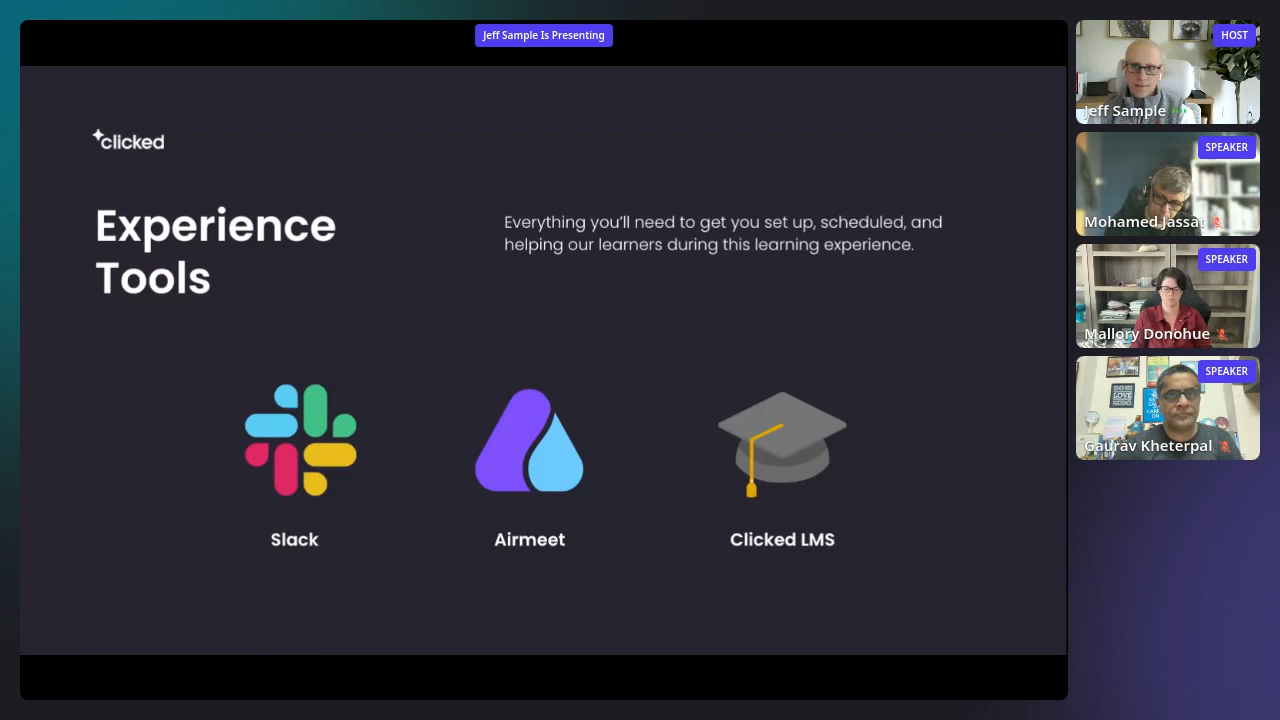 Jeff Sample Is Presenting
clicked
Experience
Tools
Everything you’ll need to get you set up, scheduled, and
helping our learners during this learning experience.
Slack
Airmeet
Clicked LMS
HOST
Jeff Sample
SPEAKER
Mohamed Jassat
SPEAKER
Mallory Donohue
SPEAKER
Gaurav Kheterpal